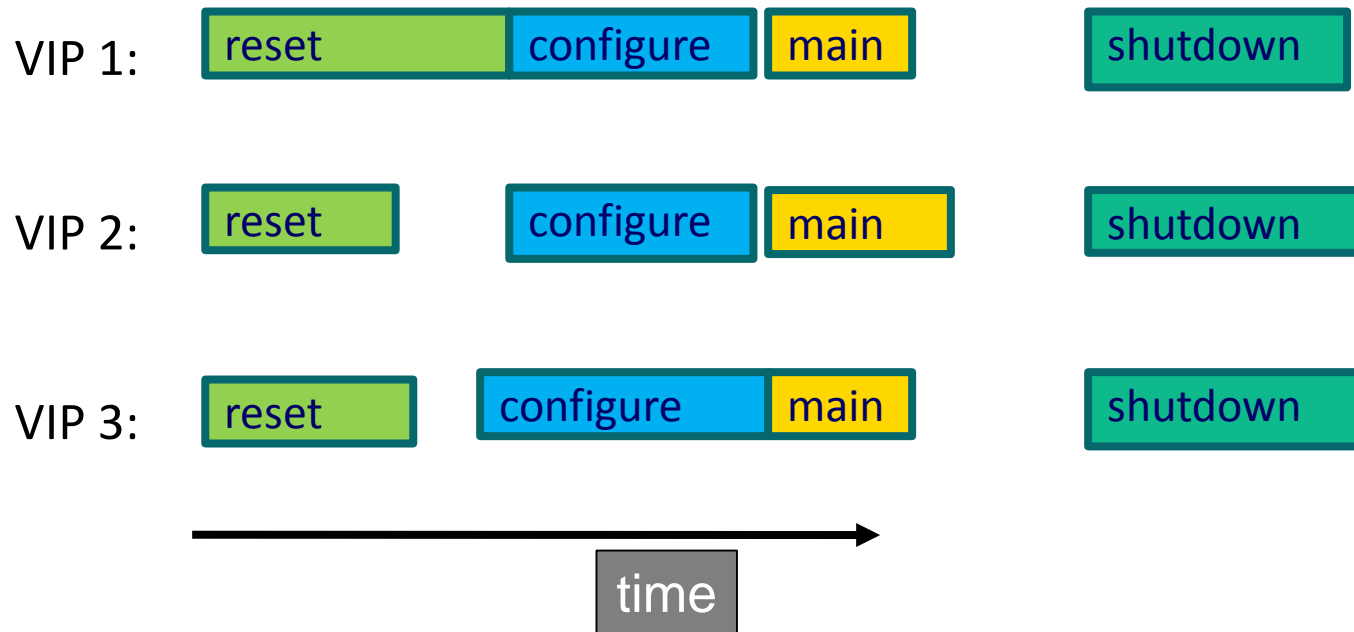 VIP 1: reset configure main shutdown
VIP 2: reset configure main shutdown
VIP 3: reset configure main shutdown
time